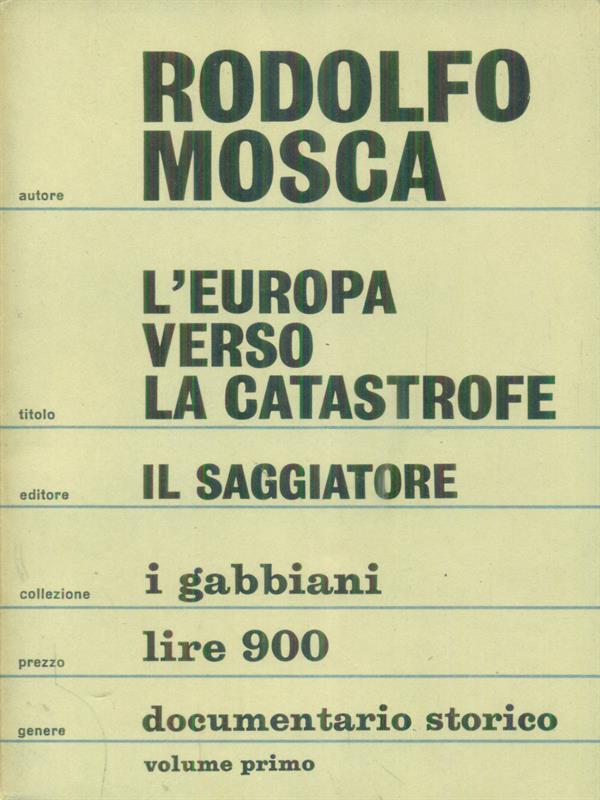 RODOLFO
autore MOSCA
L'EUROPA
VERSO
titolo LA CATASTROFE
editore IL SAGGIATORE
collezione i gabbiani
prezzo lire 900
genere documentario storico
volume primo